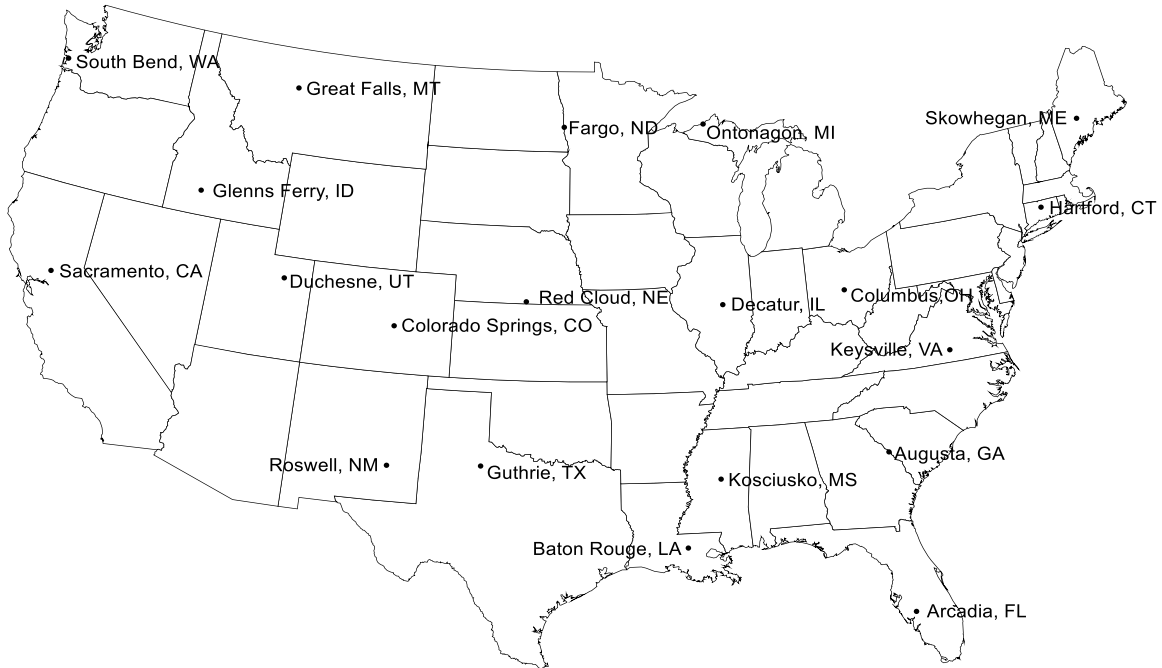 South Bend, WA
Great Falls, MT
Skowhegan, ME
Fargo, ND
Ontonagon, MI
Glenns Ferry, ID
Hartford, CT
Sacramento, CA
Duchesne, UT
Red Cloud, NE
Columbus,OH
Decatur, IL
Colorado Springs, CO
Keysville, VA
Augusta, GA
Roswell, NM
Guthrie, TX
Kosciusko, MS
Baton Rouge, LA
Arcadia, FL